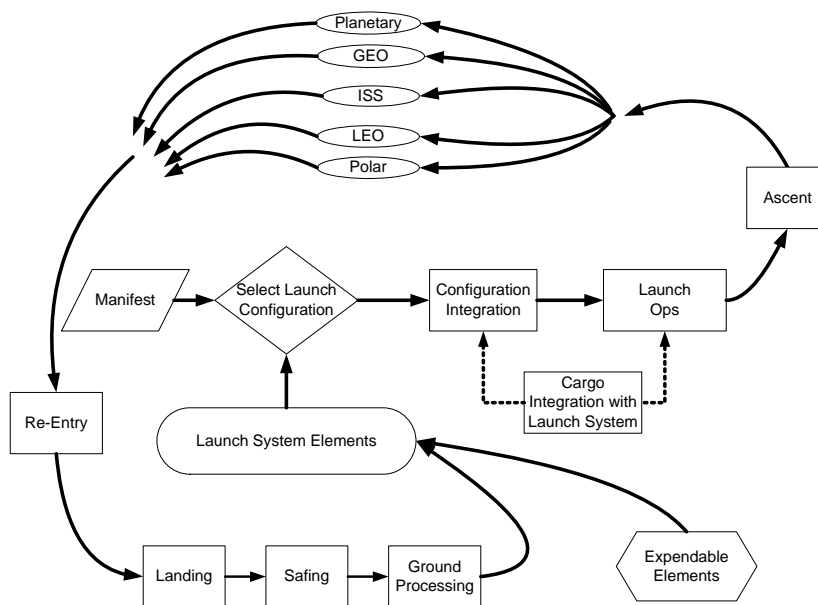 Planetary
GEO
ISS
LEO
Polar
Ascent
Manifest
Select Launch
Configuration
Configuration
Integration
Launch
Ops
Cargo
Integration with
Launch System
Re-Entry
Launch System Elements
Landing
Safing
Ground
Processing
Expendable
Elements